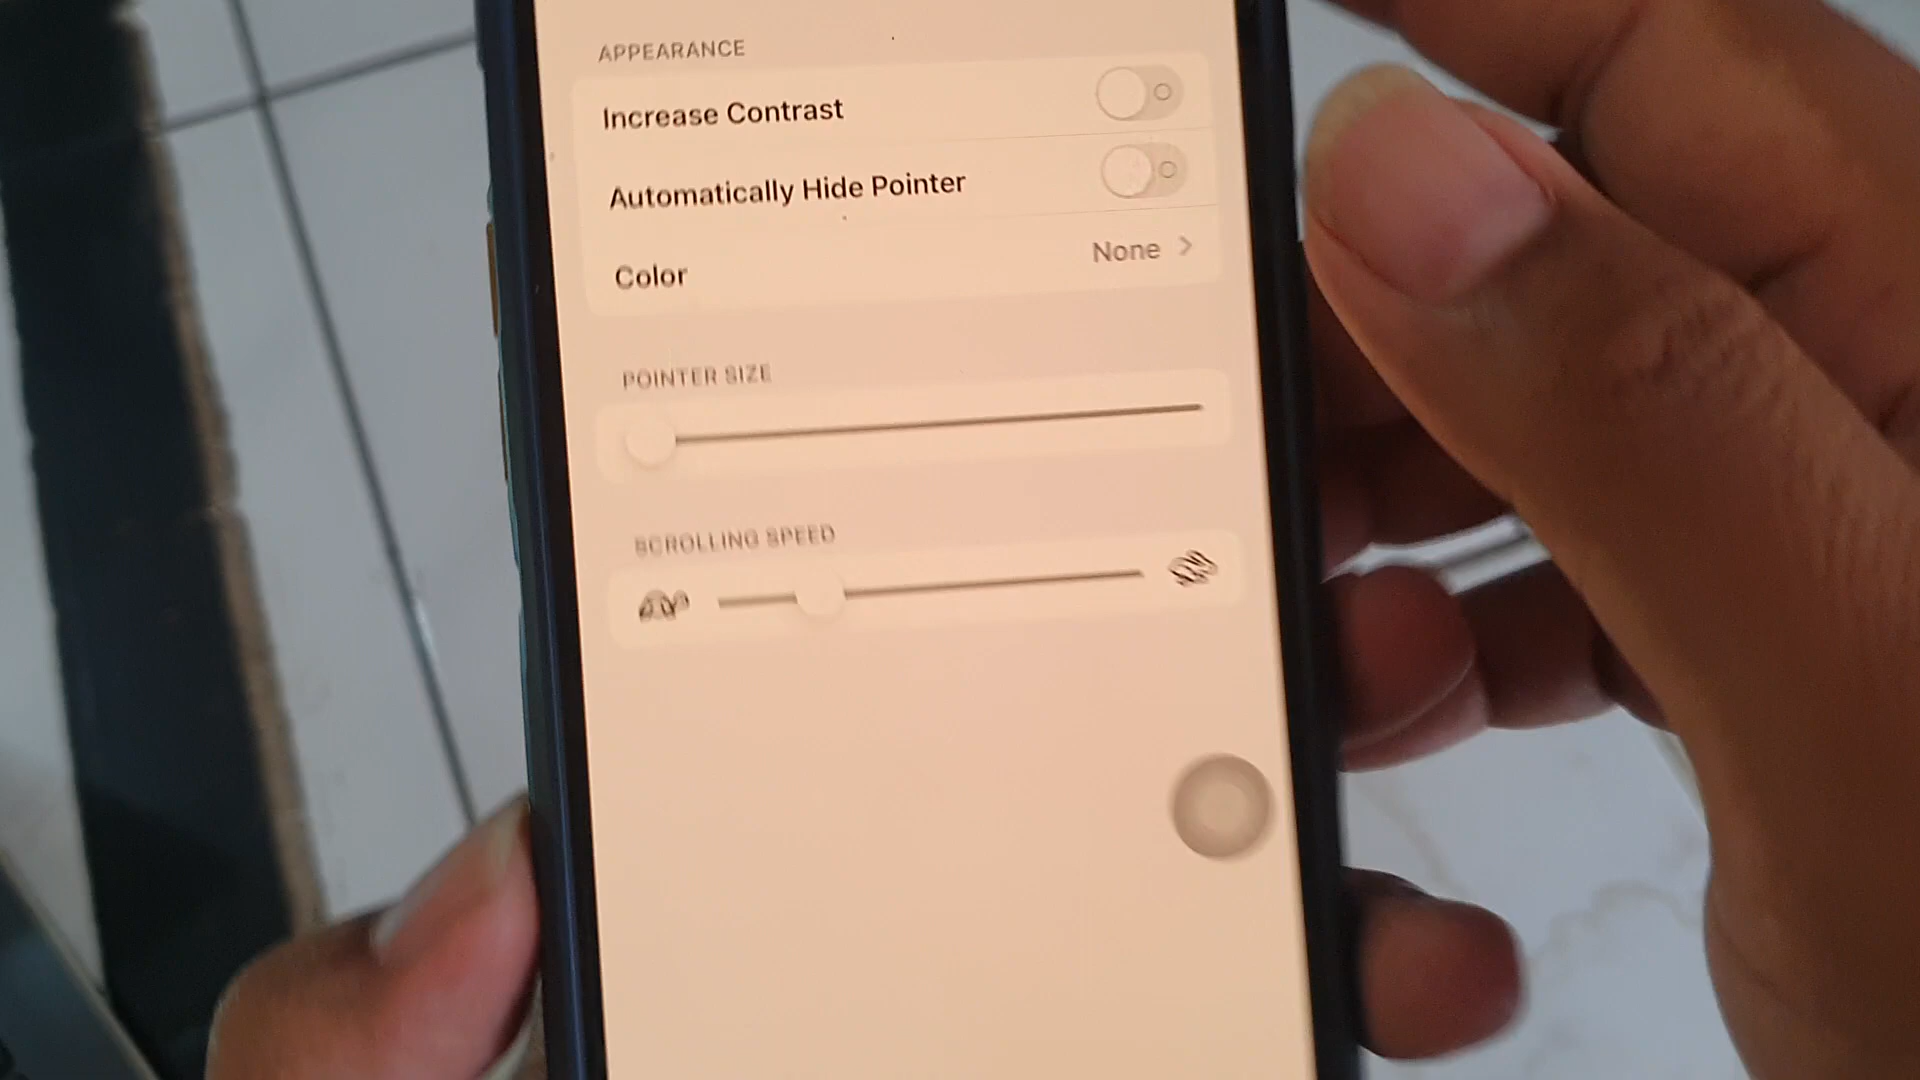 APPEARANCE
Increase Contrast
Automatically Hide Pointer
Color None
POINTER SIZE
SCROLLING SPEED